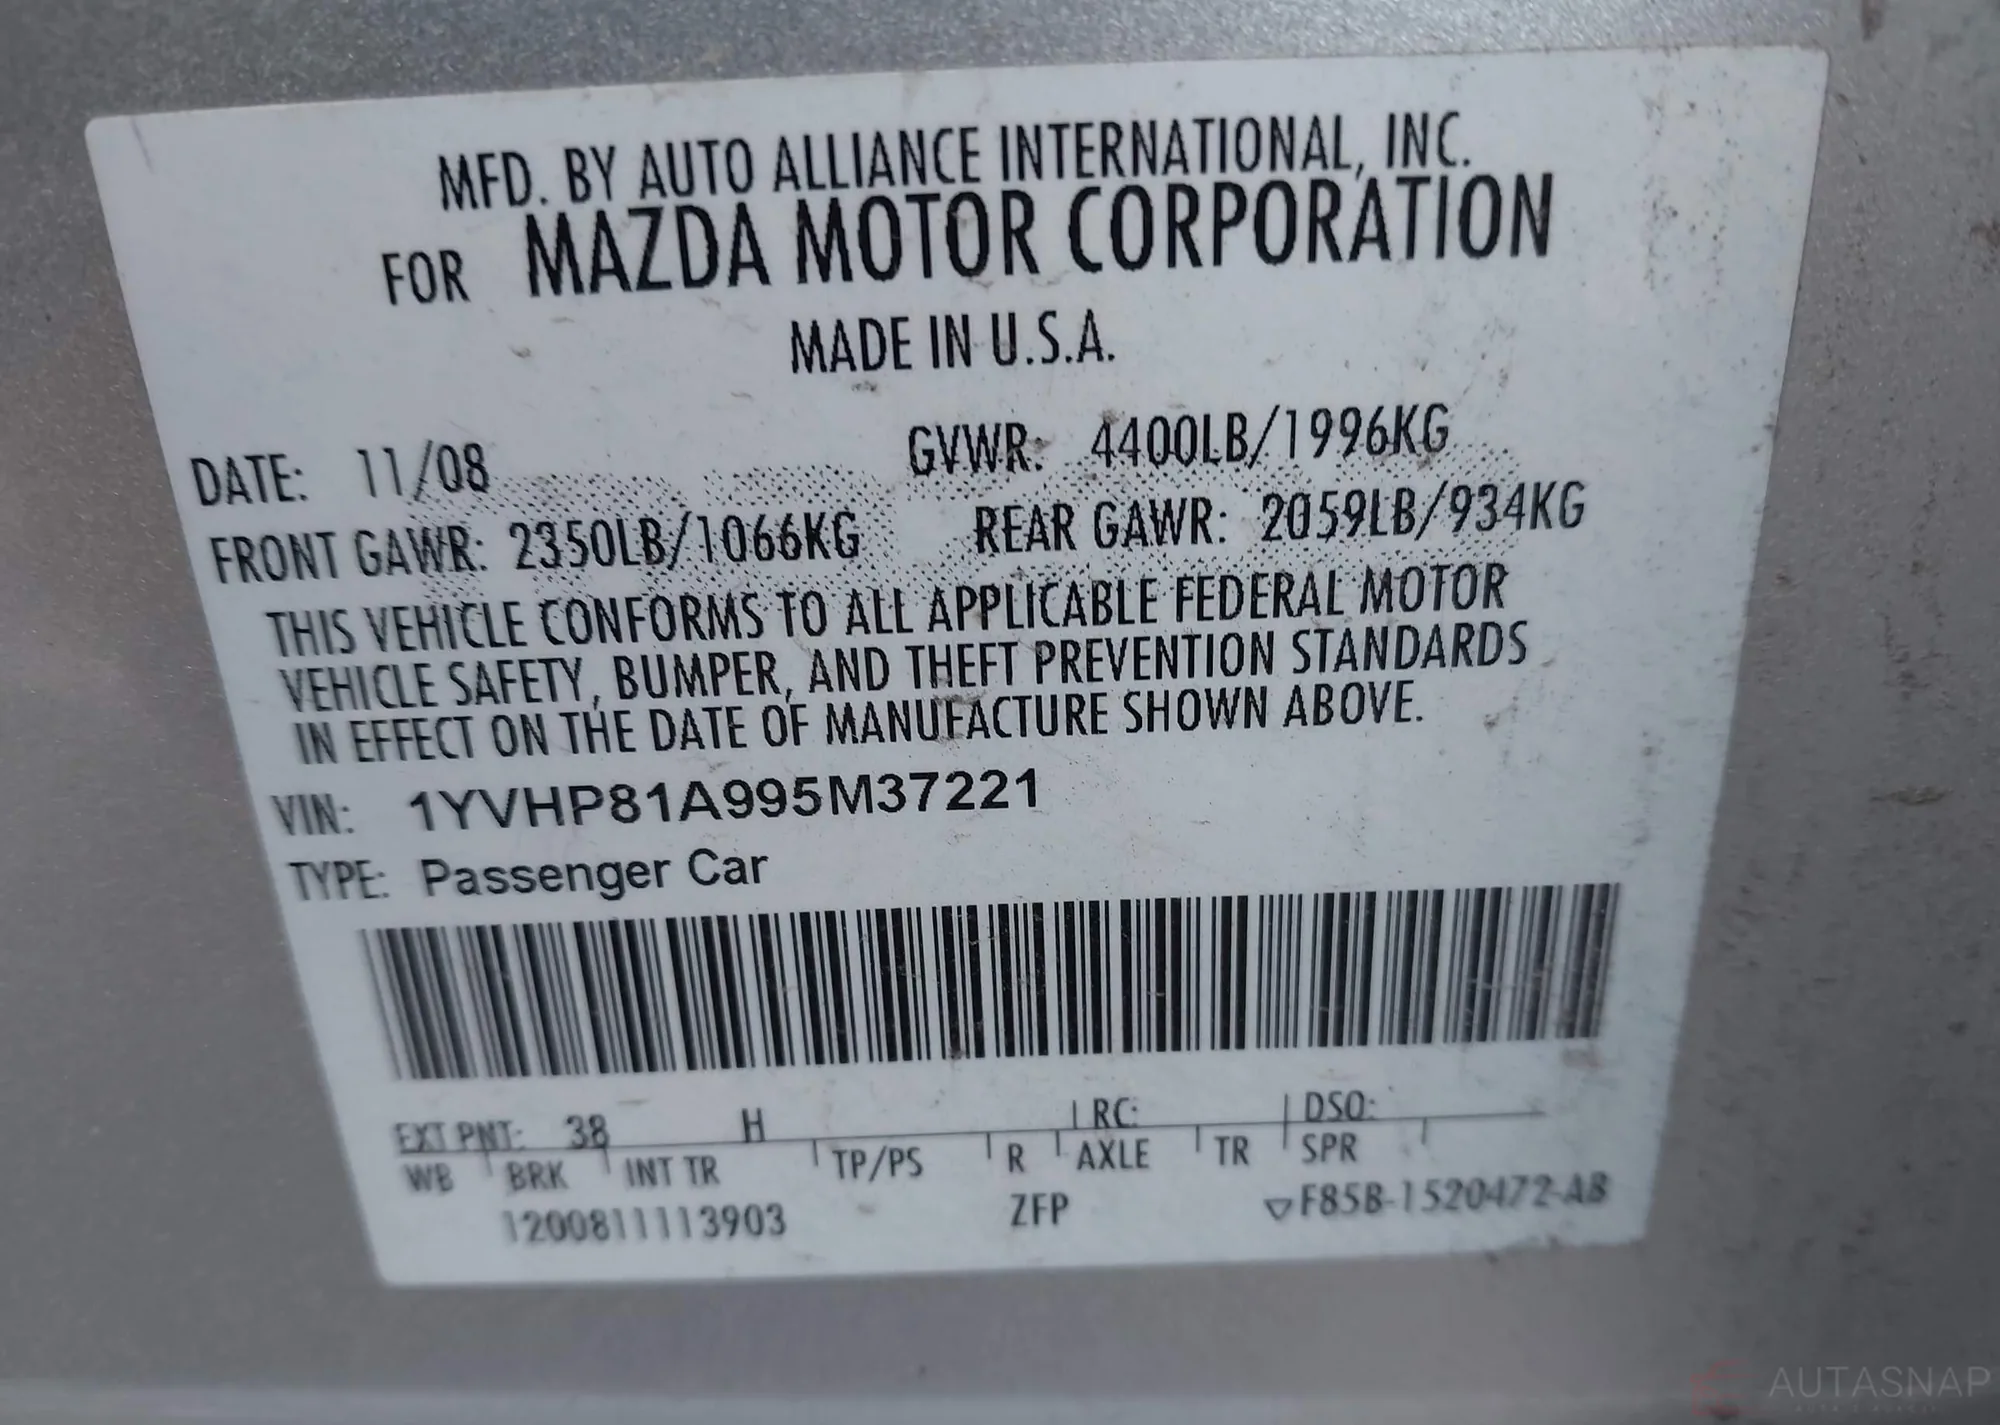 MFD. BY AUTO ALLIANCE INTERNATIONAL, INC.
FOR MAZDA MOTOR CORPORATION
MADE IN U.S.A.
DATE: 11/08 GVWR: 4400LB/1996KG
FRONT GAWR: 2350LB/1066KG REAR GAWR: 2059LB/934KG
THIS VEHICLE CONFORMS TO ALL APPLICABLE FEDERAL MOTOR
VEHICLE SAFETY, BUMPER, AND THEFT PREVENTION STANDARDS
IN EFFECT ON THE DATE OF MANUFACTURE SHOWN ABOVE.
VIN: 1YVHP81A995M37221
TYPE: Passenger Car
EXT PNT: 38 H RC: DSO:
WB BRK INT TR TP/PS R AXLE TR SPR
1200811113903 ZFP ▽F85B-1520472-AB
AUTASNAP